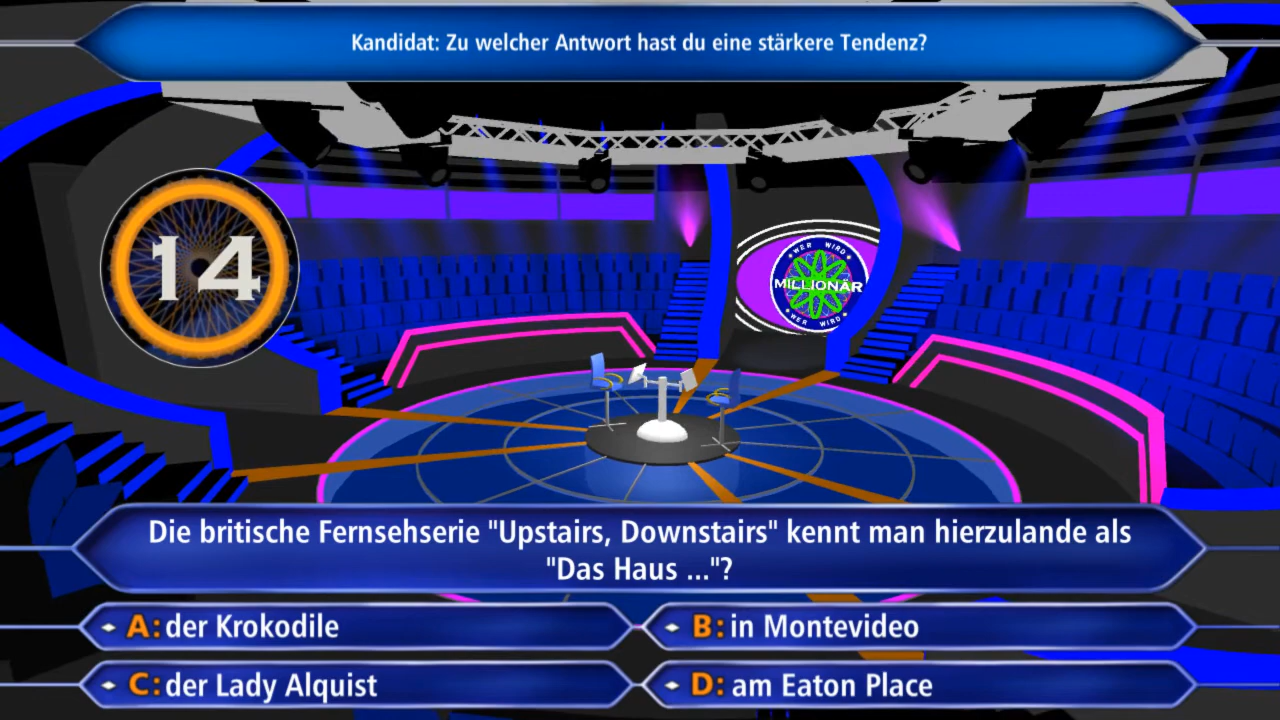 Kandidat: Zu welcher Antwort hast du eine stärkere Tendenz?
14
WER WIRD
MILLIONÄR
WER WIRD
Die britische Fernsehserie "Upstairs, Downstairs" kennt man hierzulande als
"Das Haus ..."?
A: der Krokodile
B: in Montevideo
C: der Lady Alquist
D: am Eaton Place